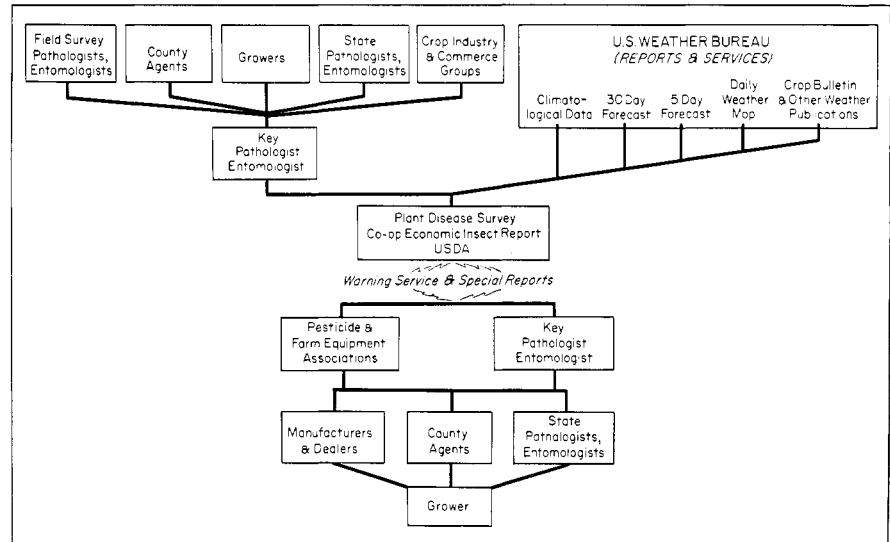 Field Survey
Pathologists,
Entomologists
County
Agents
Growers
State
Pathologists,
Entomologists
Crop Industry
& Commerce
Groups
U.S. WEATHER BUREAU
(REPORTS & SERVICES)
Climato-
logical Data
30 Day
Forecast
5 Day
Forecast
Daily
Weather
Map
Crop Bulletin
& Other Weather
Publications
Key
Pathologist
Entomologist
Plant Disease Survey
Co-op Economic Insect Report
USDA
Warning Service & Special Reports
Pesticide &
Farm Equipment
Associations
Key
Pathologist
Entomologist
Manufacturers
& Dealers
County
Agents
State
Pathologists,
Entomologists
Grower